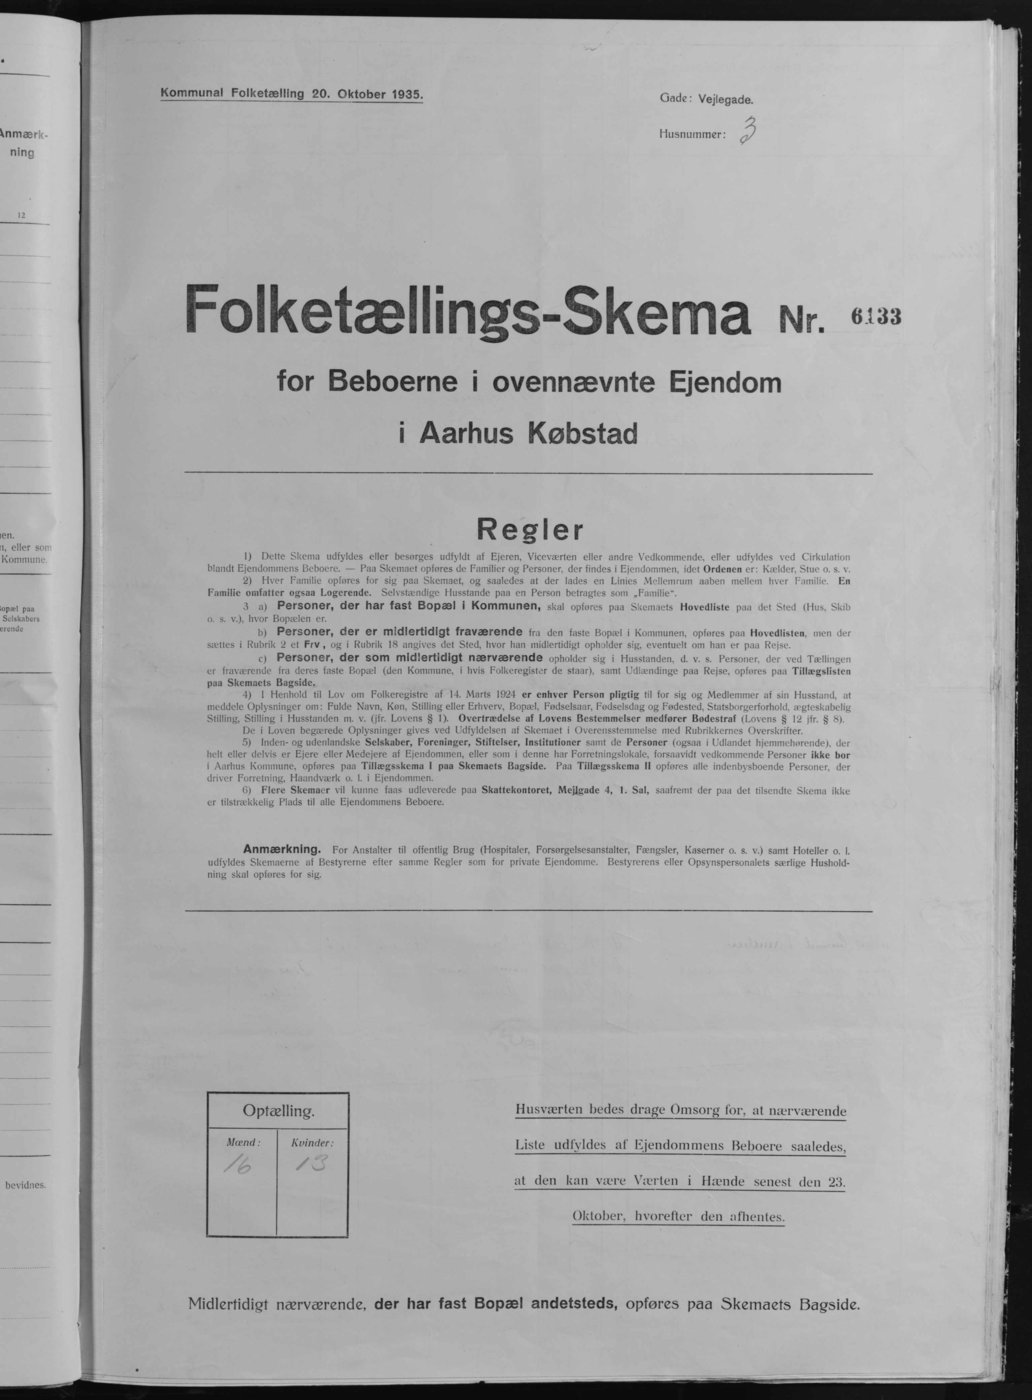 Anmærk-
ning
12
en.
n, eller som
Kommune.
opæl paa
Selskabers
erende
bevidnes.
Kommunal Folketælling 20. Oktober 1935.
Gade: Vejlegade.
Husnummer: 3
Folketællings-Skema Nr. 6133
for Beboerne i ovennævnte Ejendom
i Aarhus Købstad
Regler
1) Dette Skema udfyldes eller besørges udfyldt af Ejeren, Viceværten eller andre Vedkommende, eller udfyldes ved Cirkulation
blandt Ejendommens Beboere. — Paa Skemaet opføres de Familier og Personer, der findes i Ejendommen, idet Ordenen er: Kælder, Stue o. s. v.
2) Hver Familie opføres for sig paa Skemaet, og saaledes at der lades en Linies Mellemrum aaben mellem hver Familie. En
Familie omfatter ogsaa Logerende. Selvstændige Husstande paa en Person betragtes som „Familie“.
3 a) Personer, der har fast Bopæl i Kommunen, skal opføres paa Skemaets Hovedliste paa det Sted (Hus, Skib
o. s. v.), hvor Bopælen er.
b) Personer, der er midlertidigt fraværende fra den faste Bopæl i Kommunen, opføres paa Hovedlisten, men der
sættes i Rubrik 2 et Frv, og i Rubrik 18 angives det Sted, hvor han midlertidigt opholder sig, eventuelt om han er paa Rejse.
c) Personer, der som midlertidigt nærværende opholder sig i Husstanden, d. v. s. Personer, der ved Tællingen
er fraværende fra deres faste Bopæl (den Kommune, i hvis Folkeregister de staar), samt Udlændinge paa Rejse, opføres paa Tillægslisten
paa Skemaets Bagside.
4) I Henhold til Lov om Folkeregistre af 14. Marts 1924 er enhver Person pligtig til for sig og Medlemmer af sin Husstand, at
meddele Oplysninger om: Fulde Navn, Køn, Stilling eller Erhverv, Bopæl, Fødselsaar, Fødselsdag og Fødested, Statsborgerforhold, ægteskabelig
Stilling, Stilling i Husstanden m. v. (jfr. Lovens § 1). Overtrædelse af Lovens Bestemmelser medfører Bødestraf (Lovens § 12 jfr. § 8).
De i Loven begærede Oplysninger gives ved Udfyldelsen af Skemaet i Overensstemmelse med Rubrikkernes Overskrifter.
5) Inden- og udenlandske Selskaber, Foreninger, Stiftelser, Institutioner samt de Personer (ogsaa i Udlandet hjemmehørende), der
helt eller delvis er Ejere eller Medejere af Ejendommen, eller som i denne har Forretningslokale, forsaavidt vedkommende Personer ikke bor
i Aarhus Kommune, opføres paa Tillægsskema I paa Skemaets Bagside. Paa Tillægsskema II opføres alle indenbysboende Personer, der
driver Forretning, Haandværk o. l. i Ejendommen.
6) Flere Skemaer vil kunne faas udleverede paa Skattekontoret, Mejlgade 4, 1. Sal, saafremt der paa det tilsendte Skema ikke
er tilstrækkelig Plads til alle Ejendommens Beboere.
Anmærkning. For Anstalter til offentlig Brug (Hospitaler, Forsørgelsesanstalter, Fængsler, Kaserner o. s. v.) samt Hoteller o. l.
udfyldes Skemaerne af Bestyrerne efter samme Regler som for private Ejendomme. Bestyrerens eller Opsynspersonalets særlige Hushold-
ning skal opføres for sig.
Optælling.
Mænd: Kvinder:
16 13
Husværten bedes drage Omsorg for, at nærværende
Liste udfyldes af Ejendommens Beboere saaledes,
at den kan være Værten i Hænde senest den 23.
Oktober, hvorefter den afhentes.
Midlertidigt nærværende, der har fast Bopæl andetsteds, opføres paa Skemaets Bagside.